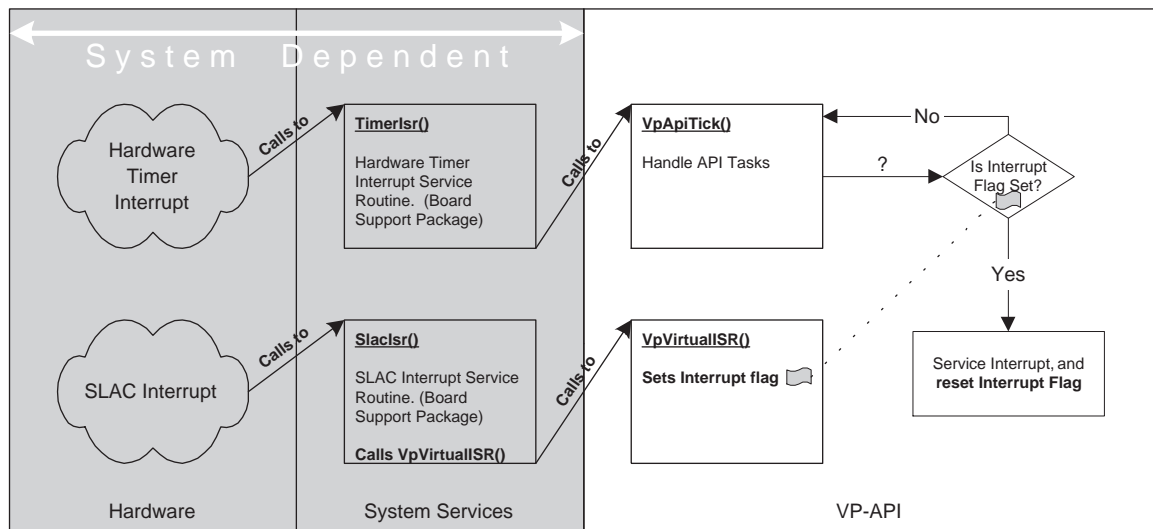 System Dependent
Hardware
Timer
Interrupt
Calls to
TimerIsr()
Hardware Timer
Interrupt Service
Routine. (Board
Support Package)
Calls to
VpApiTick()
Handle API Tasks
?
No
Is Interrupt
Flag Set?
Yes
SLAC Interrupt
Calls to
SlacIsr()
SLAC Interrupt Service
Routine. (Board
Support Package)
Calls VpVirtualISR()
Calls to
VpVirtualISR()
Sets Interrupt flag
Service Interrupt, and
reset Interrupt Flag
Hardware
System Services
VP-API